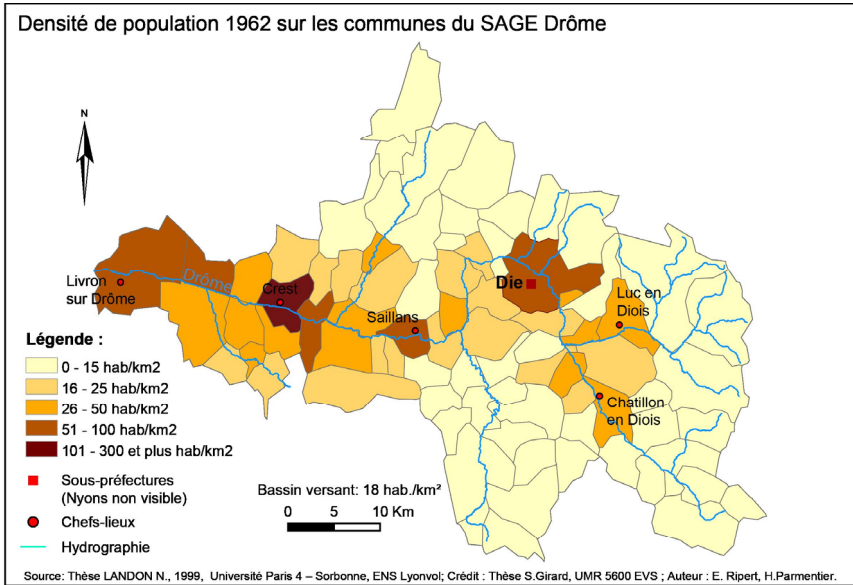 Densité de population 1962 sur les communes du SAGE Drôme
N
Drôme
Livron
sur Drôme
Crest
Saillans
Die
Luc en
Diois
Chatillon
en Diois
Légende :
0 - 15 hab/km2
16 - 25 hab/km2
26 - 50 hab/km2
51 - 100 hab/km2
101 - 300 et plus hab/km2
Sous-préfectures
(Nyons non visible)
Chefs-lieux
Hydrographie
Bassin versant: 18 hab./km²
0 5 10 Km
Source: Thèse LANDON N., 1999, Université Paris 4 – Sorbonne, ENS Lyonvol; Crédit : Thèse S.Girard, UMR 5600 EVS ; Auteur : E. Ripert, H.Parmentier.